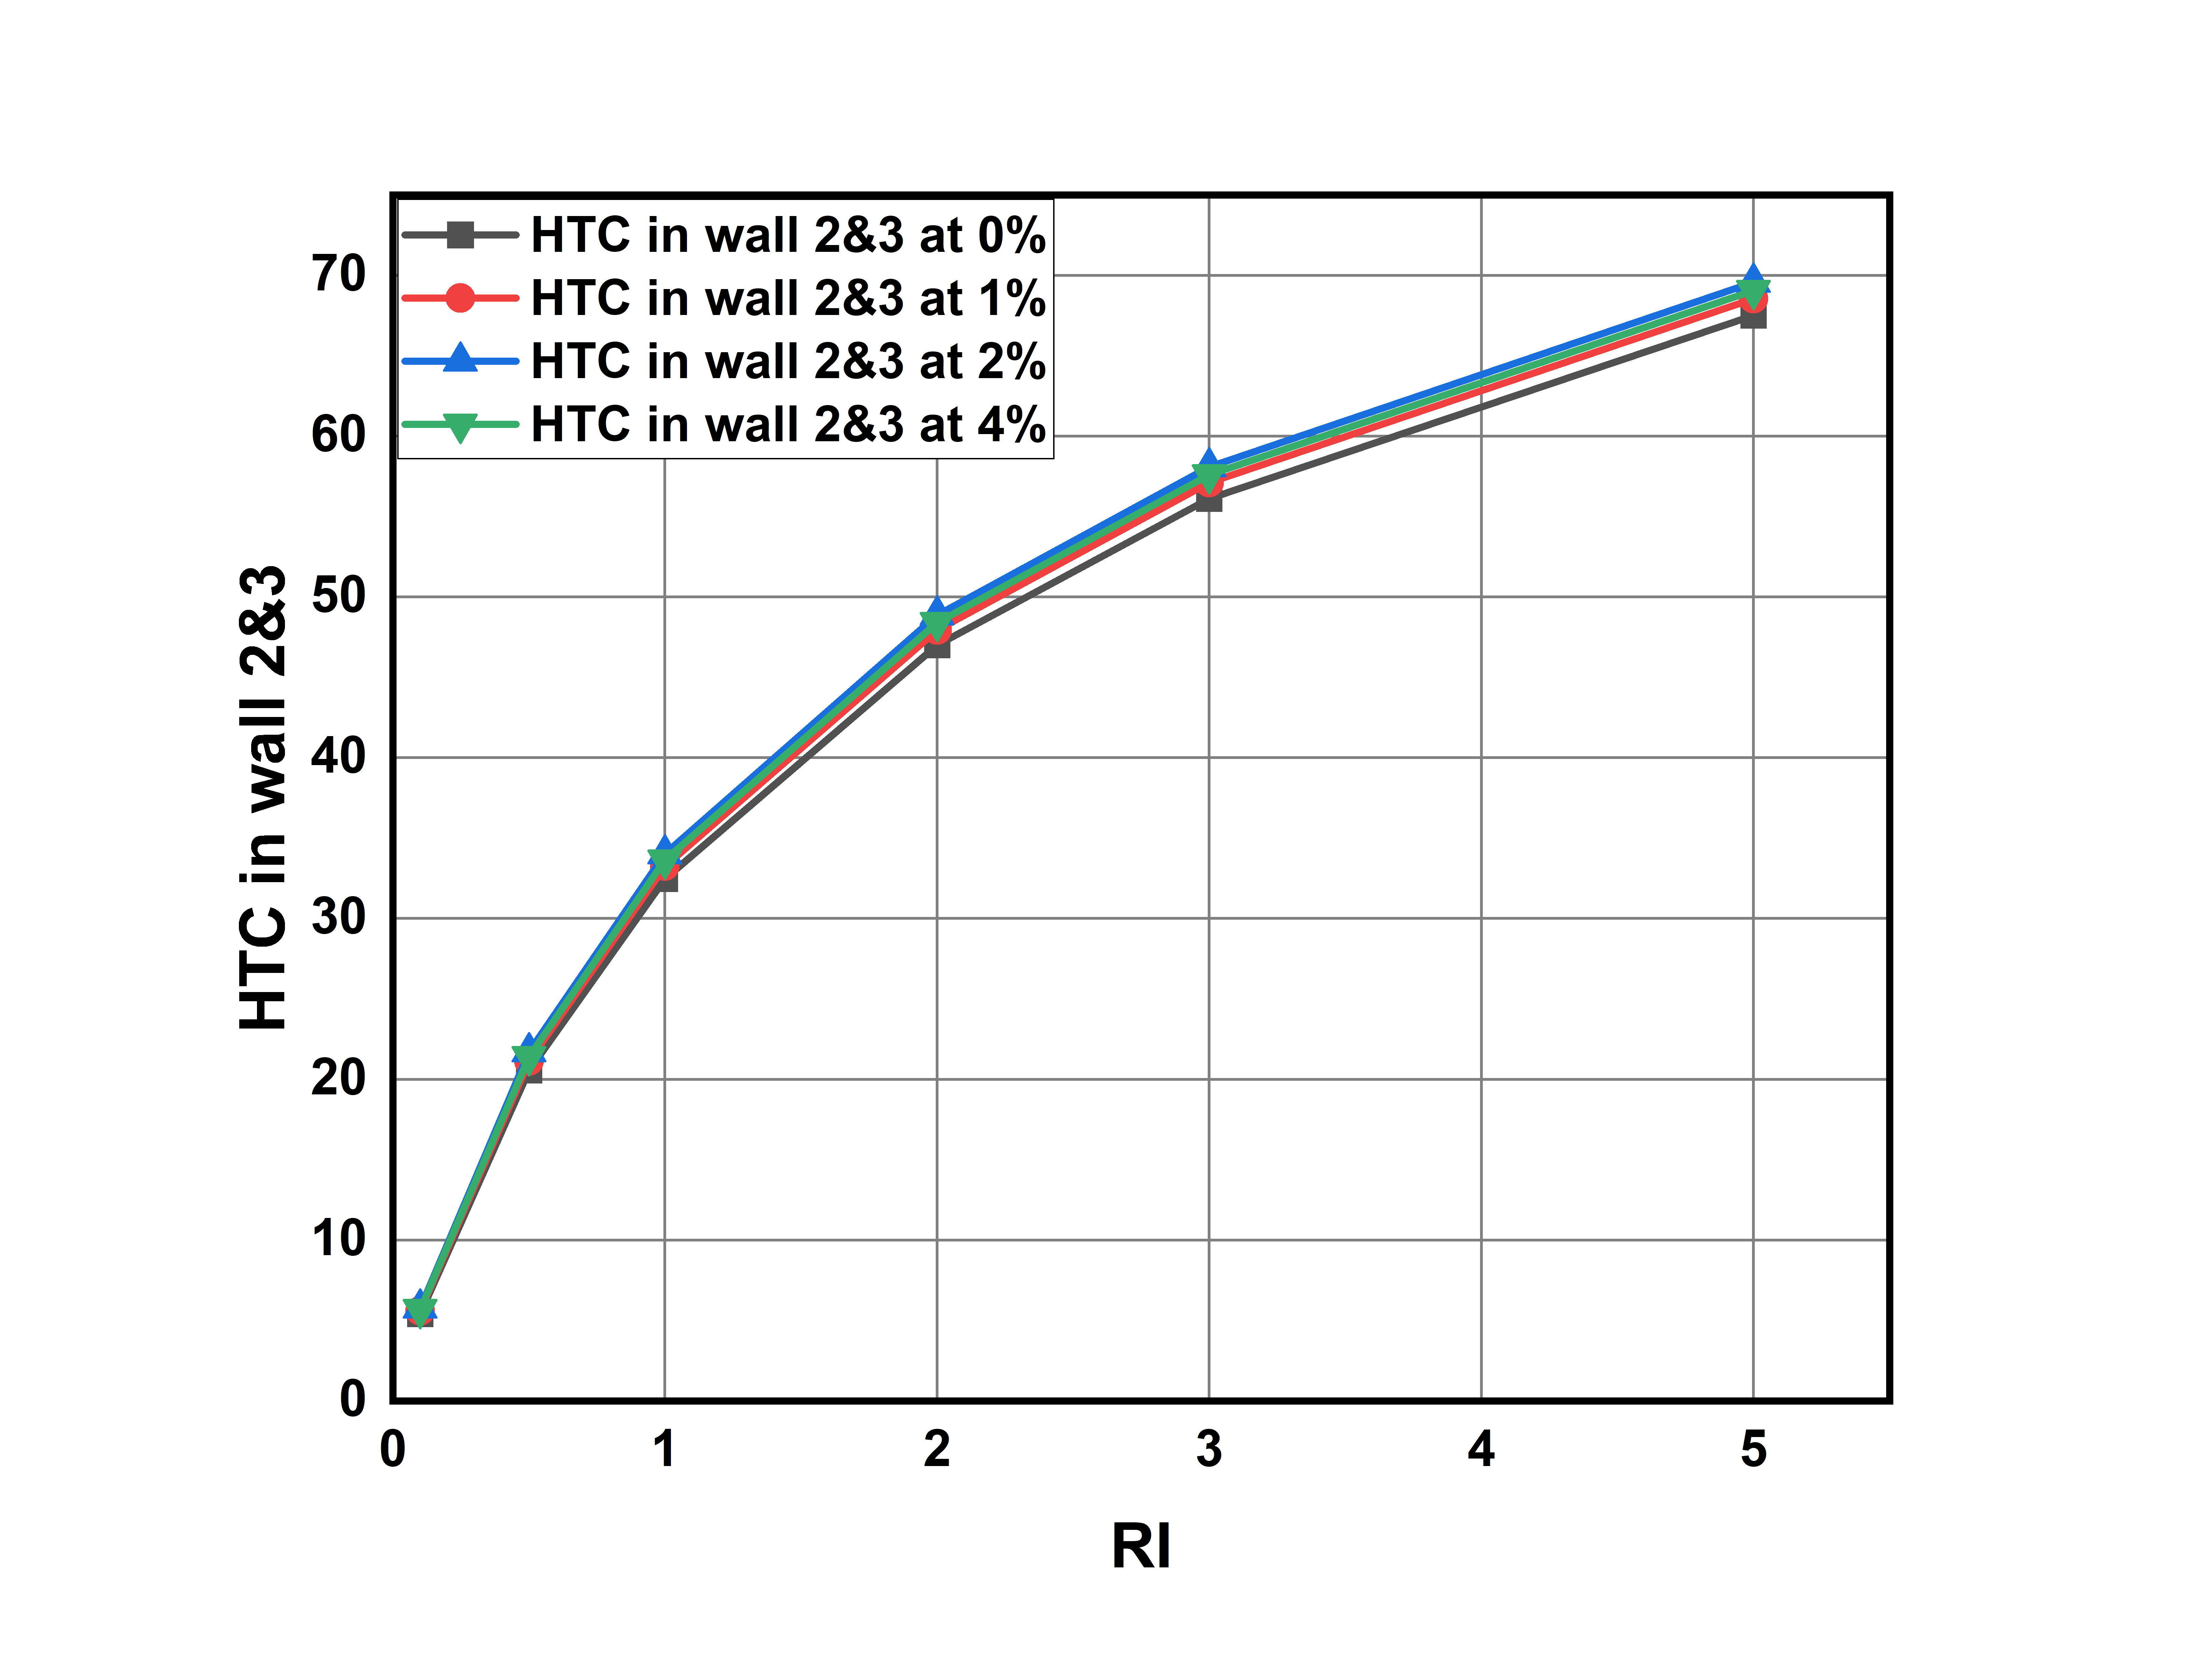 HTC in wall 2&3 at 0%
HTC in wall 2&3 at 1%
HTC in wall 2&3 at 2%
HTC in wall 2&3 at 4%
70
60
50
40
30
20
10
0
HTC in wall 2&3
0 1 2 3 4 5
RI